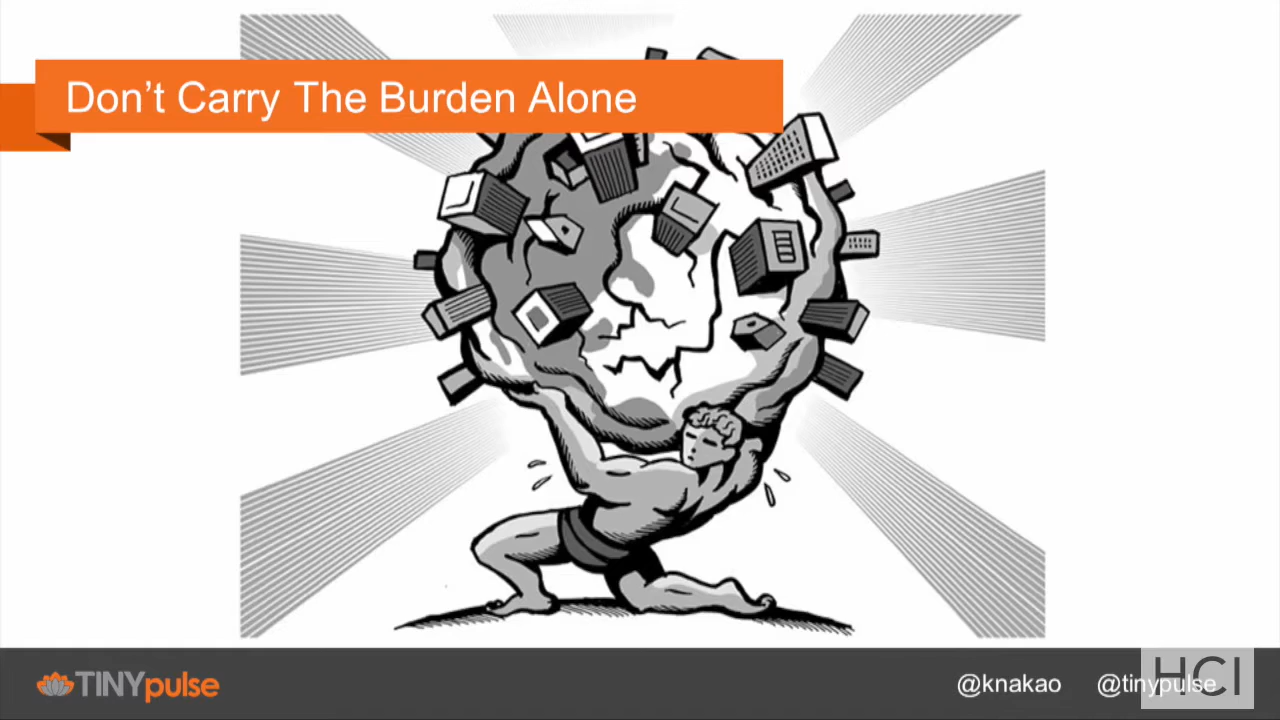 Don't Carry The Burden Alone
TINYpulse
@knakao
@tinypulse
HCI